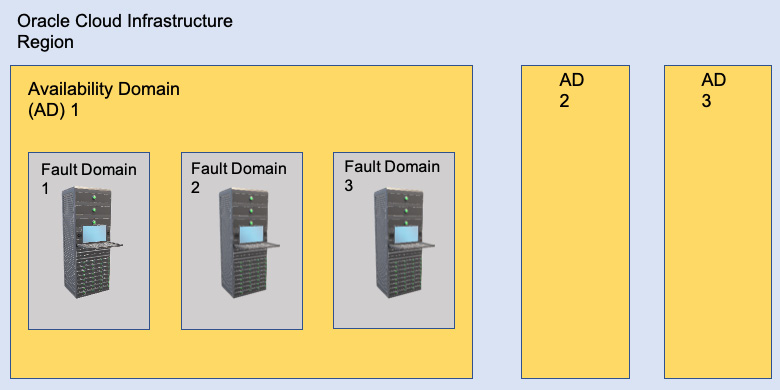 Oracle Cloud Infrastructure
Region
Availability Domain
(AD) 1
AD
2
AD
3
Fault Domain
1
Fault Domain
2
Fault Domain
3